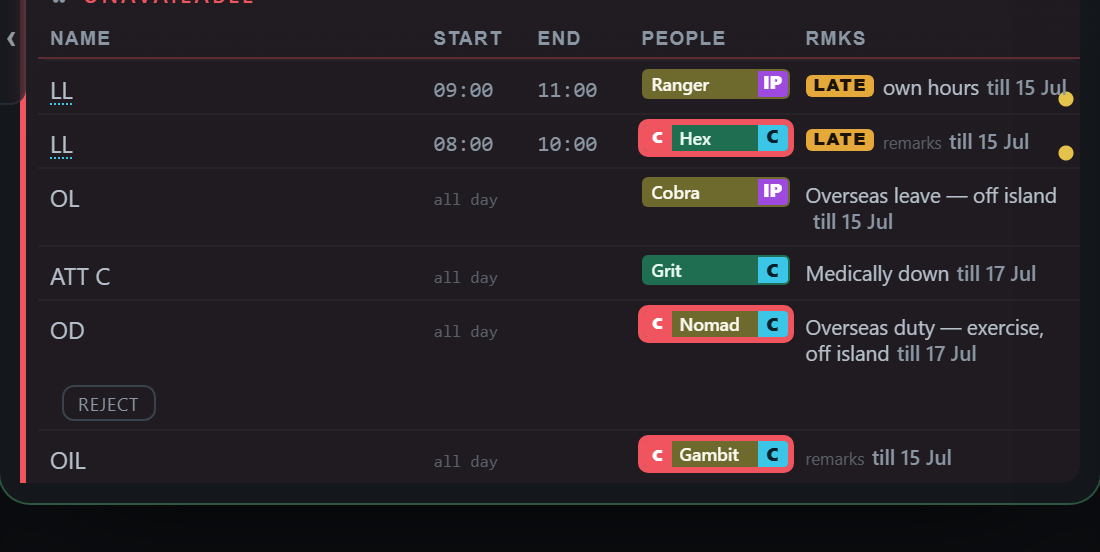 UNAVAILABLE
‹
NAME START END PEOPLE RMKS
LL 09:00 11:00 Ranger IP LATE own hours till 15 Jul
LL 08:00 10:00 C Hex C LATE remarks till 15 Jul
OL all day Cobra IP Overseas leave — off island
till 15 Jul
ATT C all day Grit C Medically down till 17 Jul
OD all day C Nomad C Overseas duty — exercise,
off island till 17 Jul
REJECT
OIL all day C Gambit C remarks till 15 Jul